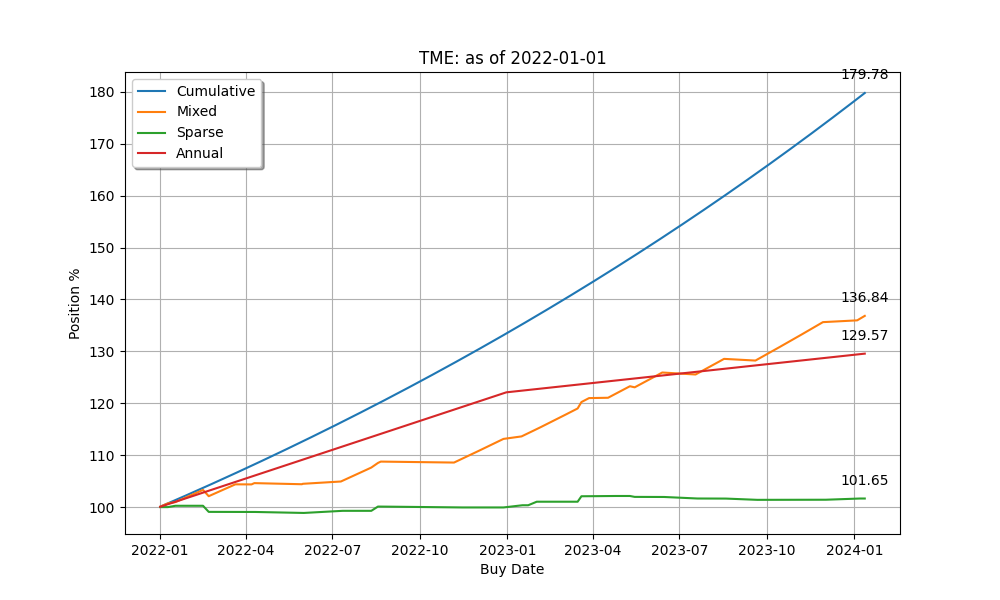 TME: as of 2022-01-01
179.78
180
Cumulative
Mixed
Sparse
Annual
170
160
150
140
136.84
130
129.57
120
110
101.65
100
Position %
2022-01 2022-04 2022-07 2022-10 2023-01 2023-04 2023-07 2023-10 2024-01
Buy Date